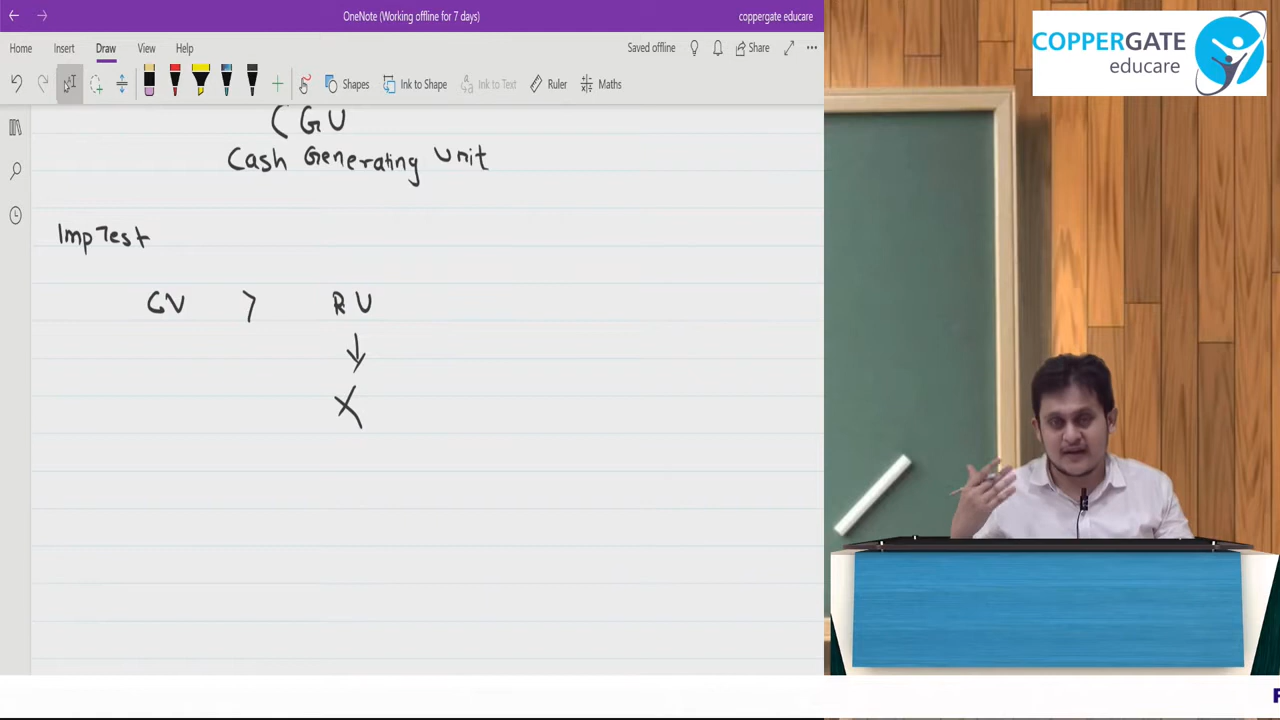 OneNote (Working offline for 7 days)
coppergate educare
Home Insert Draw View Help
Saved offline Share
Shapes Ink to Shape Ink to Text Ruler Maths
COPPERGATE
educare
CGU
Cash Generating Unit
Imp Test
CV > RV
X